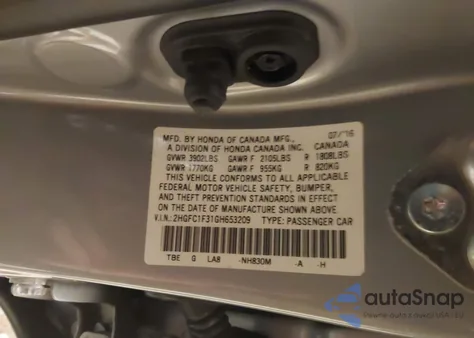 MFD. BY HONDA OF CANADA MFG., 07/16
A DIVISION OF HONDA CANADA INC. CANADA
GVWR 3902LBS GAWR F 2105LBS R 1808LBS
GVWR 1770KG GAWR F 955KG R 820KG
THIS VEHICLE CONFORMS TO ALL APPLICABLE
FEDERAL MOTOR VEHICLE SAFETY, BUMPER,
AND THEFT PREVENTION STANDARDS IN EFFECT
ON THE DATE OF MANUFACTURE SHOWN ABOVE.
V.I.N.: 2HGFC1F31GH653209 TYPE: PASSENGER CAR
TBE G LA8 -NH830M -A -H
autoSnap